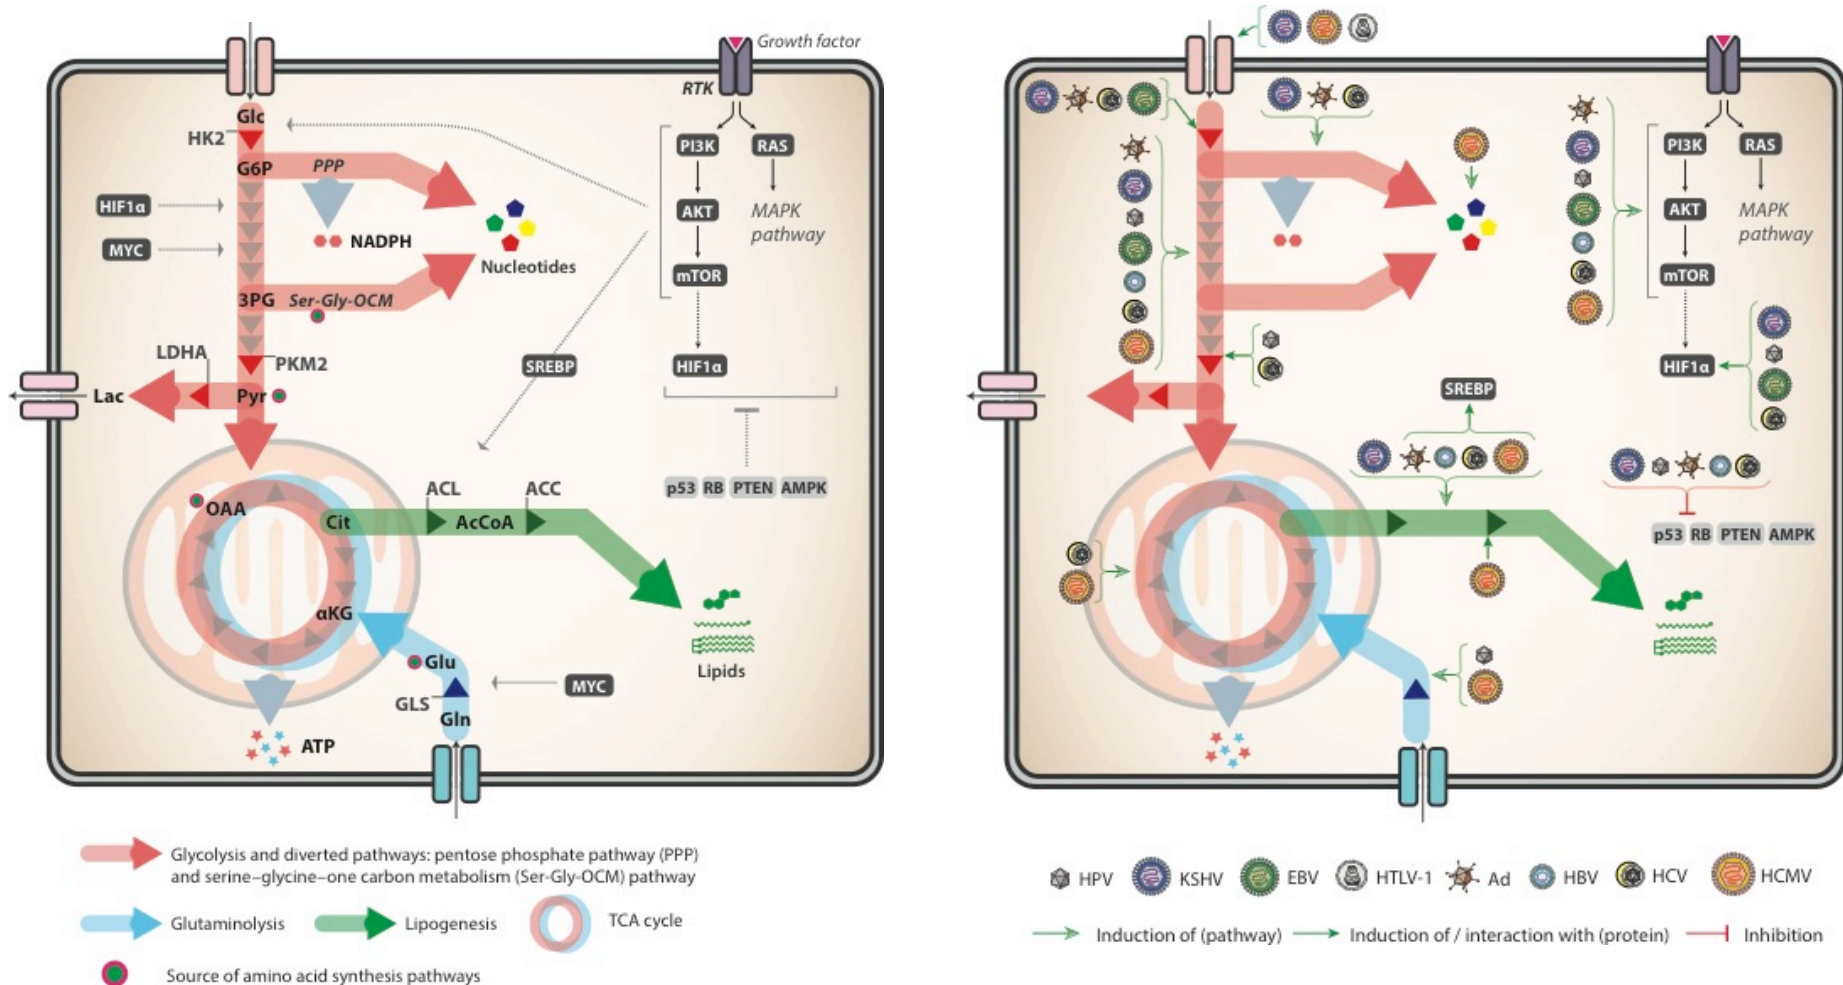 Growth factor
RTK
Glc
HK2
G6P
PPP
PI3K
RAS
HIF1α
AKT
MAPK
pathway
MYC
NADPH
Nucleotides
mTOR
3PG
Ser-Gly-OCM
LDHA
PKM2
SREBP
HIF1α
Lac
Pyr
p53
RB
PTEN
AMPK
OAA
Cit
ACL
AcCoA
ACC
αKG
Glu
GLS
Gln
MYC
Lipids
ATP
Glycolysis and diverted pathways: pentose phosphate pathway (PPP)
and serine–glycine–one carbon metabolism (Ser-Gly-OCM) pathway
Glutaminolysis
Lipogenesis
TCA cycle
Source of amino acid synthesis pathways
PI3K
RAS
AKT
MAPK
pathway
mTOR
HIF1α
SREBP
p53
RB
PTEN
AMPK
HPV
KSHV
EBV
HTLV-1
Ad
HBV
HCV
HCMV
Induction of (pathway)
Induction of / interaction with (protein)
Inhibition